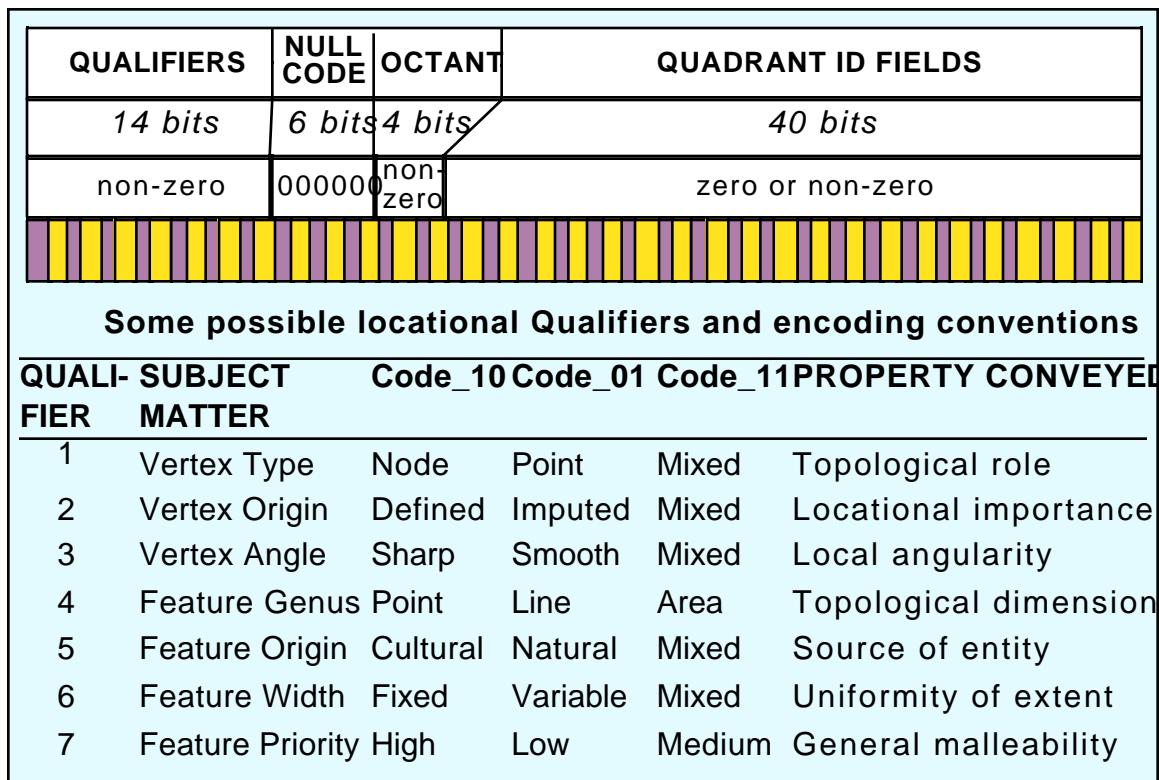 QUALIFIERS NULL CODE OCTANT QUADRANT ID FIELDS
14 bits 6 bits 4 bits 40 bits
non-zero 000000 non-zero zero or non-zero
Some possible locational Qualifiers and encoding conventions
QUALI-FIER SUBJECT MATTER Code_10 Code_01 Code_11 PROPERTY CONVEYED
1 Vertex Type Node Point Mixed Topological role
2 Vertex Origin Defined Imputed Mixed Locational importance
3 Vertex Angle Sharp Smooth Mixed Local angularity
4 Feature Genus Point Line Area Topological dimension
5 Feature Origin Cultural Natural Mixed Source of entity
6 Feature Width Fixed Variable Mixed Uniformity of extent
7 Feature Priority High Low Medium General malleability